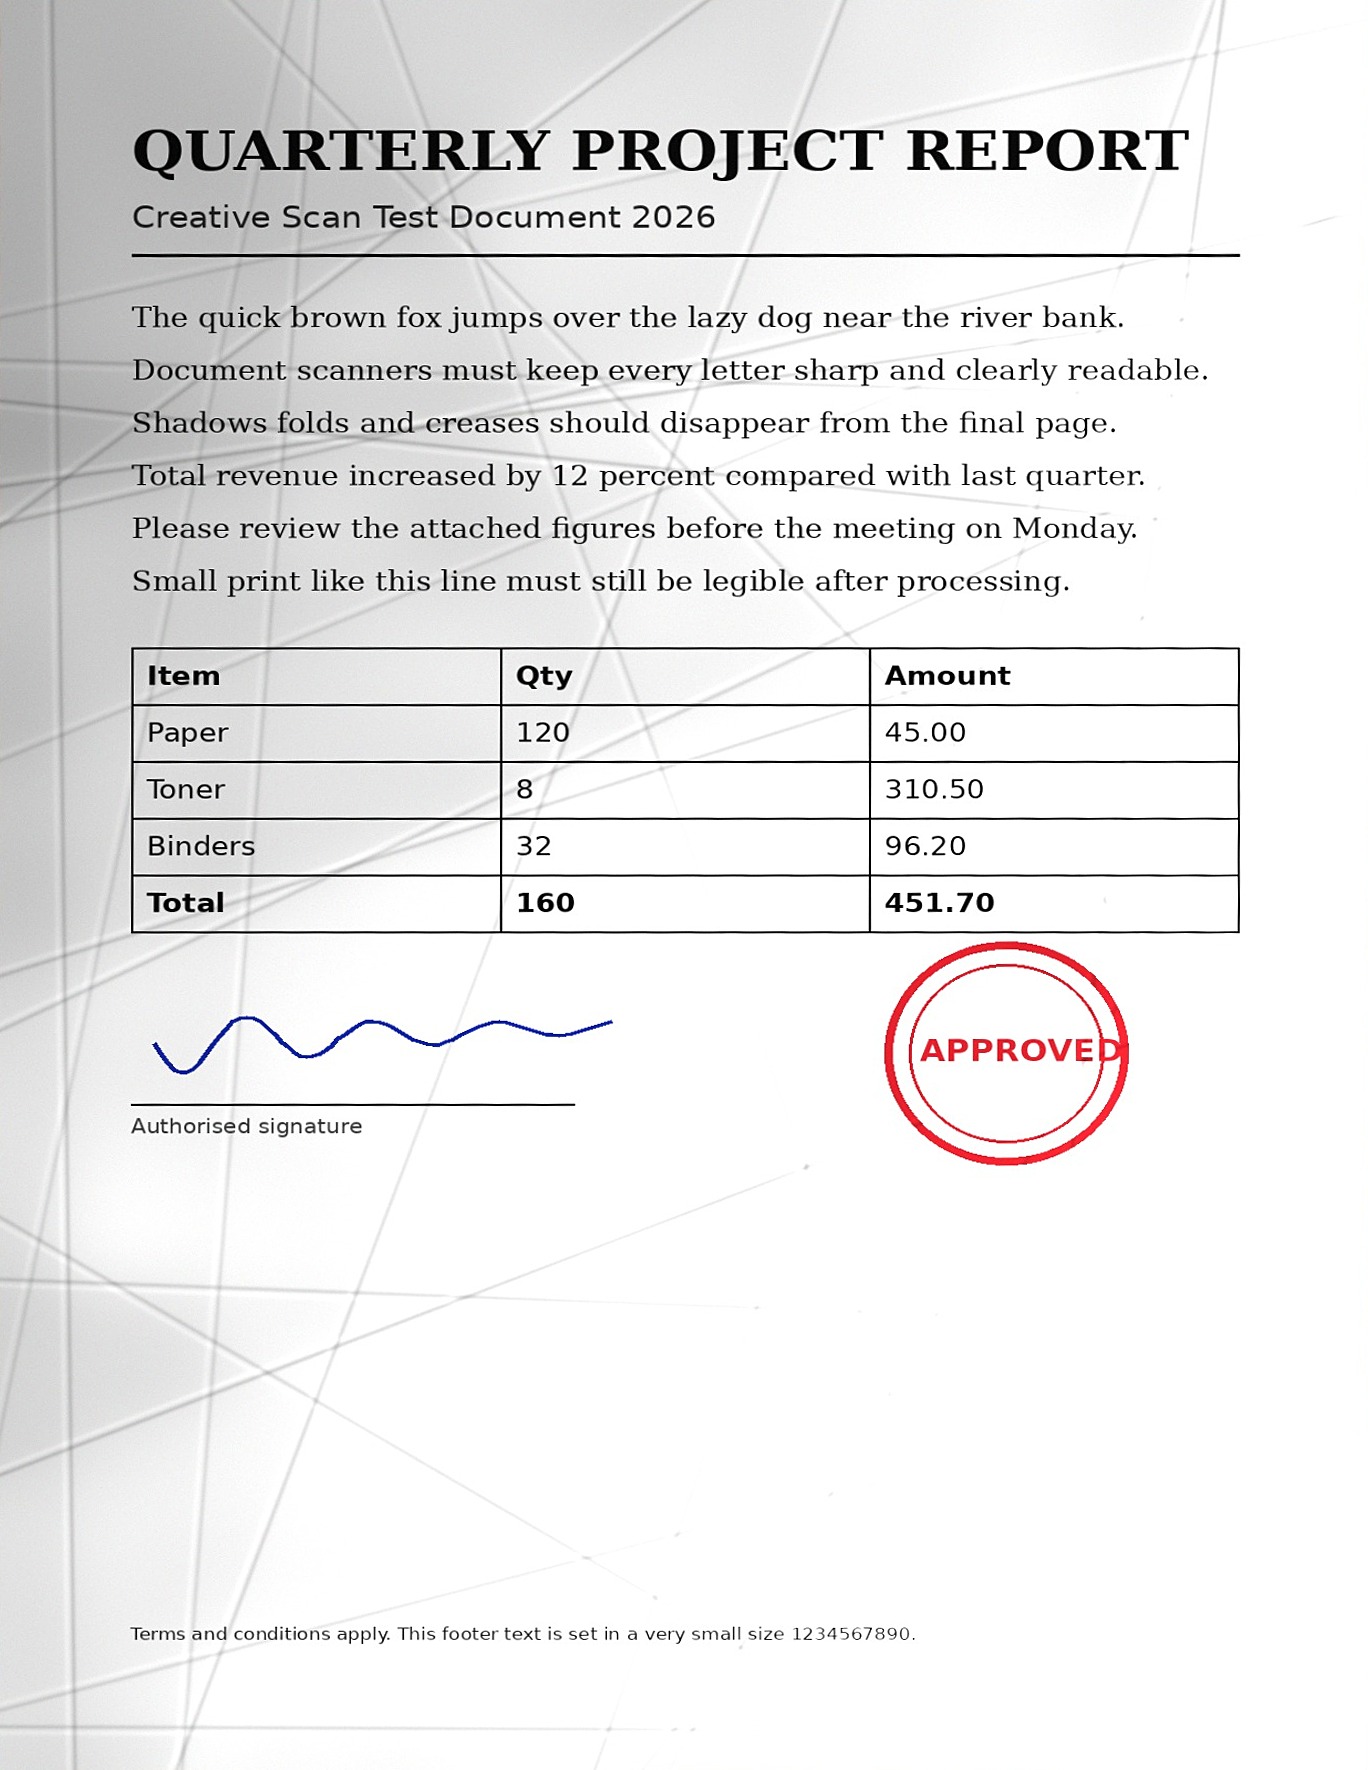 QUARTERLY PROJECT REPORT
Creative Scan Test Document 2026
The quick brown fox jumps over the lazy dog near the river bank.
Document scanners must keep every letter sharp and clearly readable.
Shadows folds and creases should disappear from the final page.
Total revenue increased by 12 percent compared with last quarter.
Please review the attached figures before the meeting on Monday.
Small print like this line must still be legible after processing.
Item Qty Amount
Paper 120 45.00
Toner 8 310.50
Binders 32 96.20
Total 160 451.70
APPROVED
Authorised signature
Terms and conditions apply. This footer text is set in a very small size 1234567890.